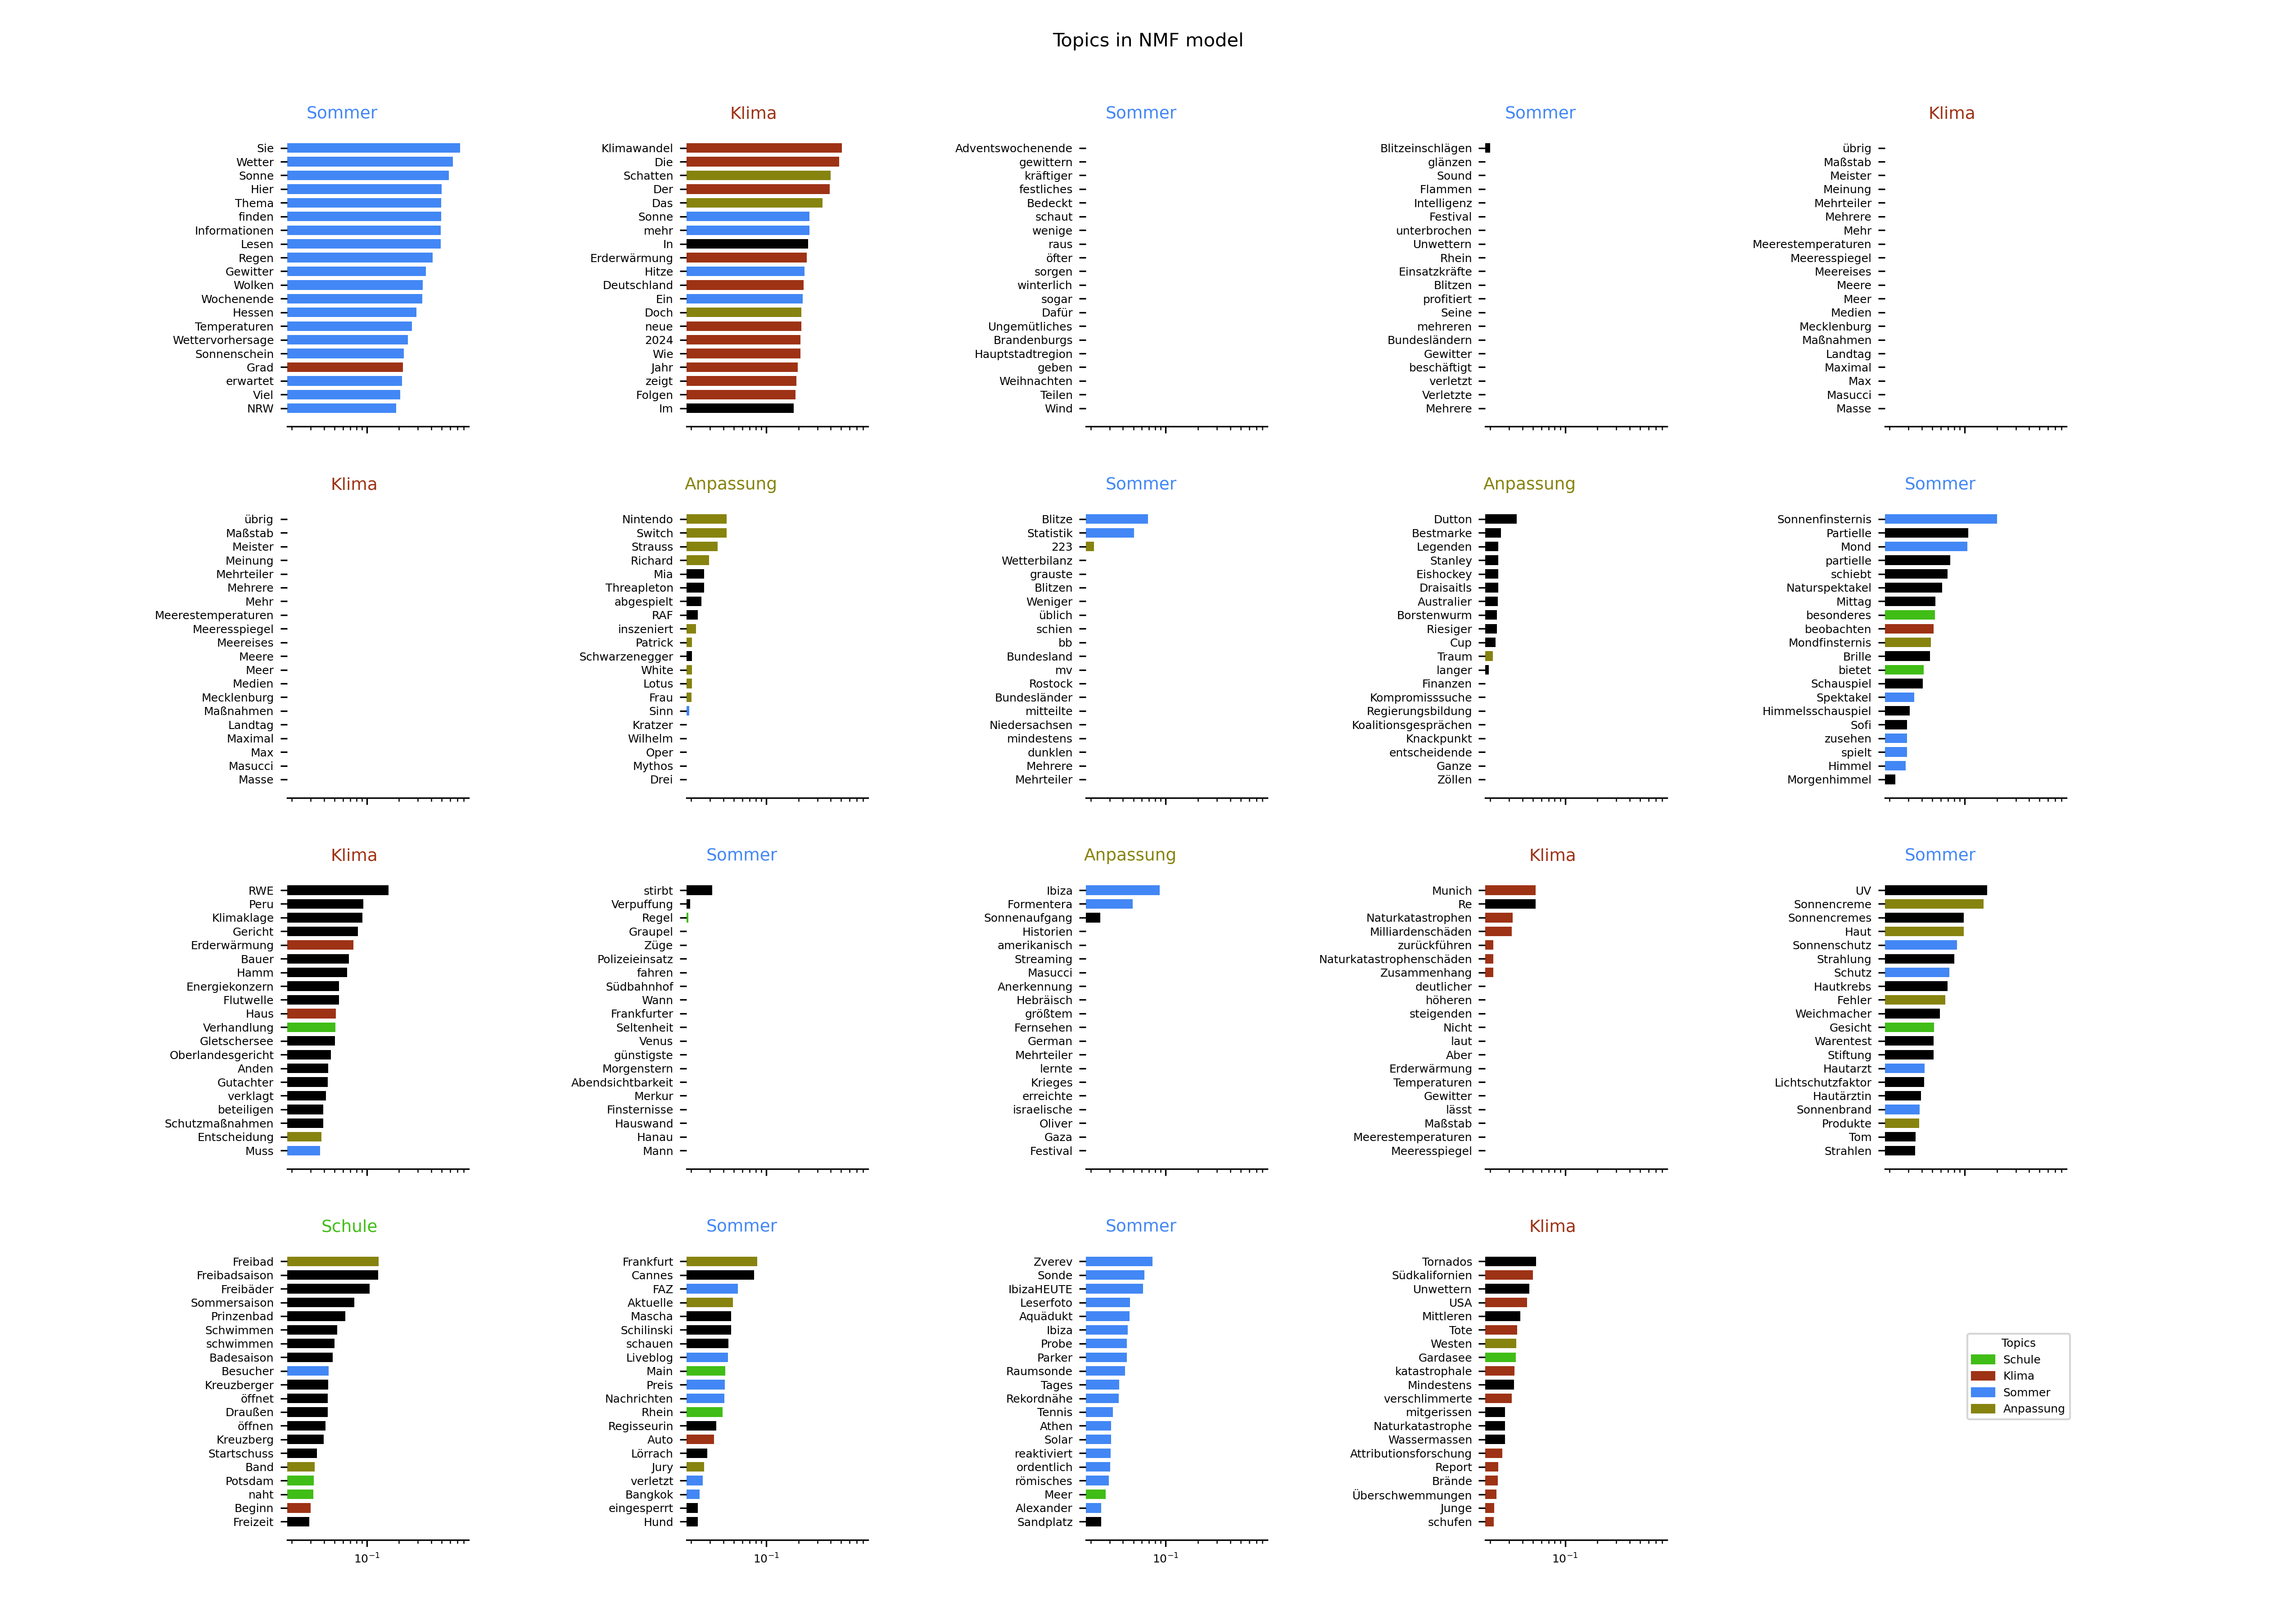 Topics in NMF model
Sommer
Sie
Wetter
Sonne
Hier
Thema
finden
Informationen
Lesen
Regen
Gewitter
Wolken
Wochenende
Hessen
Temperaturen
Wettervorhersage
Sonnenschein
Grad
erwartet
Viel
NRW
Klima
Klimawandel
Die
Schatten
Der
Das
Sonne
mehr
In
Erderwärmung
Hitze
Deutschland
Ein
Doch
neue
2024
Wie
Jahr
zeigt
Folgen
Im
Sommer
Adventswochenende
gewittern
kräftiger
festliches
Bedeckt
schaut
wenige
raus
öfter
sorgen
winterlich
sogar
Dafür
Ungemütliches
Brandenburgs
Hauptstadtregion
geben
Weihnachten
Teilen
Wind
Sommer
Blitzeinschlägen
glänzen
Sound
Flammen
Intelligenz
Festival
unterbrochen
Unwettern
Rhein
Einsatzkräfte
Blitzen
profitiert
Seine
mehreren
Bundesländern
Gewitter
beschäftigt
verletzt
Verletzte
Mehrere
Klima
übrig
Maßstab
Meister
Meinung
Mehrteiler
Mehrere
Mehr
Meerestemperaturen
Meeresspiegel
Meereises
Meere
Meer
Medien
Mecklenburg
Maßnahmen
Landtag
Maximal
Max
Masucci
Masse
Klima
übrig
Maßstab
Meister
Meinung
Mehrteiler
Mehrere
Mehr
Meerestemperaturen
Meeresspiegel
Meereises
Meere
Meer
Medien
Mecklenburg
Maßnahmen
Landtag
Maximal
Max
Masucci
Masse
Anpassung
Nintendo
Switch
Strauss
Richard
Mia
Threapleton
abgespielt
RAF
inszeniert
Patrick
Schwarzenegger
White
Lotus
Frau
Sinn
Kratzer
Wilhelm
Oper
Mythos
Drei
Sommer
Blitze
Statistik
223
Wetterbilanz
grauste
Blitzen
Weniger
üblich
schien
bb
Bundesland
mv
Rostock
Bundesländer
mitteilte
Niedersachsen
mindestens
dunklen
Mehrere
Mehrteiler
Anpassung
Dutton
Bestmarke
Legenden
Stanley
Eishockey
Draisaitls
Australier
Borstenwurm
Riesiger
Cup
Traum
langer
Finanzen
Kompromisssuche
Regierungsbildung
Koalitionsgesprächen
Knackpunkt
entscheidende
Ganze
Zöllen
Sommer
Sonnenfinsternis
Partielle
Mond
partielle
schiebt
Naturspektakel
Mittag
besonderes
beobachten
Mondfinsternis
Brille
bietet
Schauspiel
Spektakel
Himmelsschauspiel
Sofi
zusehen
spielt
Himmel
Morgenhimmel
Klima
RWE
Peru
Klimaklage
Gericht
Erderwärmung
Bauer
Hamm
Energiekonzern
Flutwelle
Haus
Verhandlung
Gletschersee
Oberlandesgericht
Anden
Gutachter
verklagt
beteiligen
Schutzmaßnahmen
Entscheidung
Muss
Sommer
stirbt
Verpuffung
Regel
Graupel
Züge
Polizeieinsatz
fahren
Südbahnhof
Wann
Frankfurter
Seltenheit
Venus
günstigste
Morgenstern
Abendsichtbarkeit
Merkur
Finsternisse
Hauswand
Hanau
Mann
Anpassung
Ibiza
Formentera
Sonnenaufgang
Historien
amerikanisch
Streaming
Masucci
Anerkennung
Hebräisch
größtem
Fernsehen
German
Mehrteiler
lernte
Krieges
erreichte
israelische
Oliver
Gaza
Festival
Klima
Munich
Re
Naturkatastrophen
Milliardenschäden
zurückführen
Naturkatastrophenschäden
Zusammenhang
deutlicher
höheren
steigenden
Nicht
laut
Aber
Erderwärmung
Temperaturen
Gewitter
lässt
Maßstab
Meerestemperaturen
Meeresspiegel
Sommer
UV
Sonnencreme
Sonnencremes
Haut
Sonnenschutz
Strahlung
Schutz
Hautkrebs
Fehler
Weichmacher
Gesicht
Warentest
Stiftung
Hautarzt
Lichtschutzfaktor
Hautärztin
Sonnenbrand
Produkte
Tom
Strahlen
Schule
Freibad
Freibadsaison
Freibäder
Sommersaison
Prinzenbad
Schwimmen
schwimmen
Badesaison
Besucher
Kreuzberger
öffnet
Draußen
öffnen
Kreuzberg
Startschuss
Band
Potsdam
naht
Beginn
Freizeit
10⁻¹
Sommer
Frankfurt
Cannes
FAZ
Aktuelle
Mascha
Schilinski
schauen
Liveblog
Main
Preis
Nachrichten
Rhein
Regisseurin
Auto
Lörrach
Jury
verletzt
Bangkok
eingesperrt
Hund
10⁻¹
Sommer
Zverev
Sonde
IbizaHEUTE
Leserfoto
Aquädukt
Ibiza
Probe
Parker
Raumsonde
Tages
Rekordnähe
Tennis
Athen
Solar
reaktiviert
ordentlich
römisches
Meer
Alexander
Sandplatz
10⁻¹
Klima
Tornados
Südkalifornien
Unwettern
USA
Mittleren
Tote
Westen
Gardasee
katastrophale
Mindestens
verschlimmerte
mitgerissen
Naturkatastrophe
Wassermassen
Attributionsforschung
Report
Brände
Überschwemmungen
Junge
schufen
10⁻¹
Topics
Schule
Klima
Sommer
Anpassung